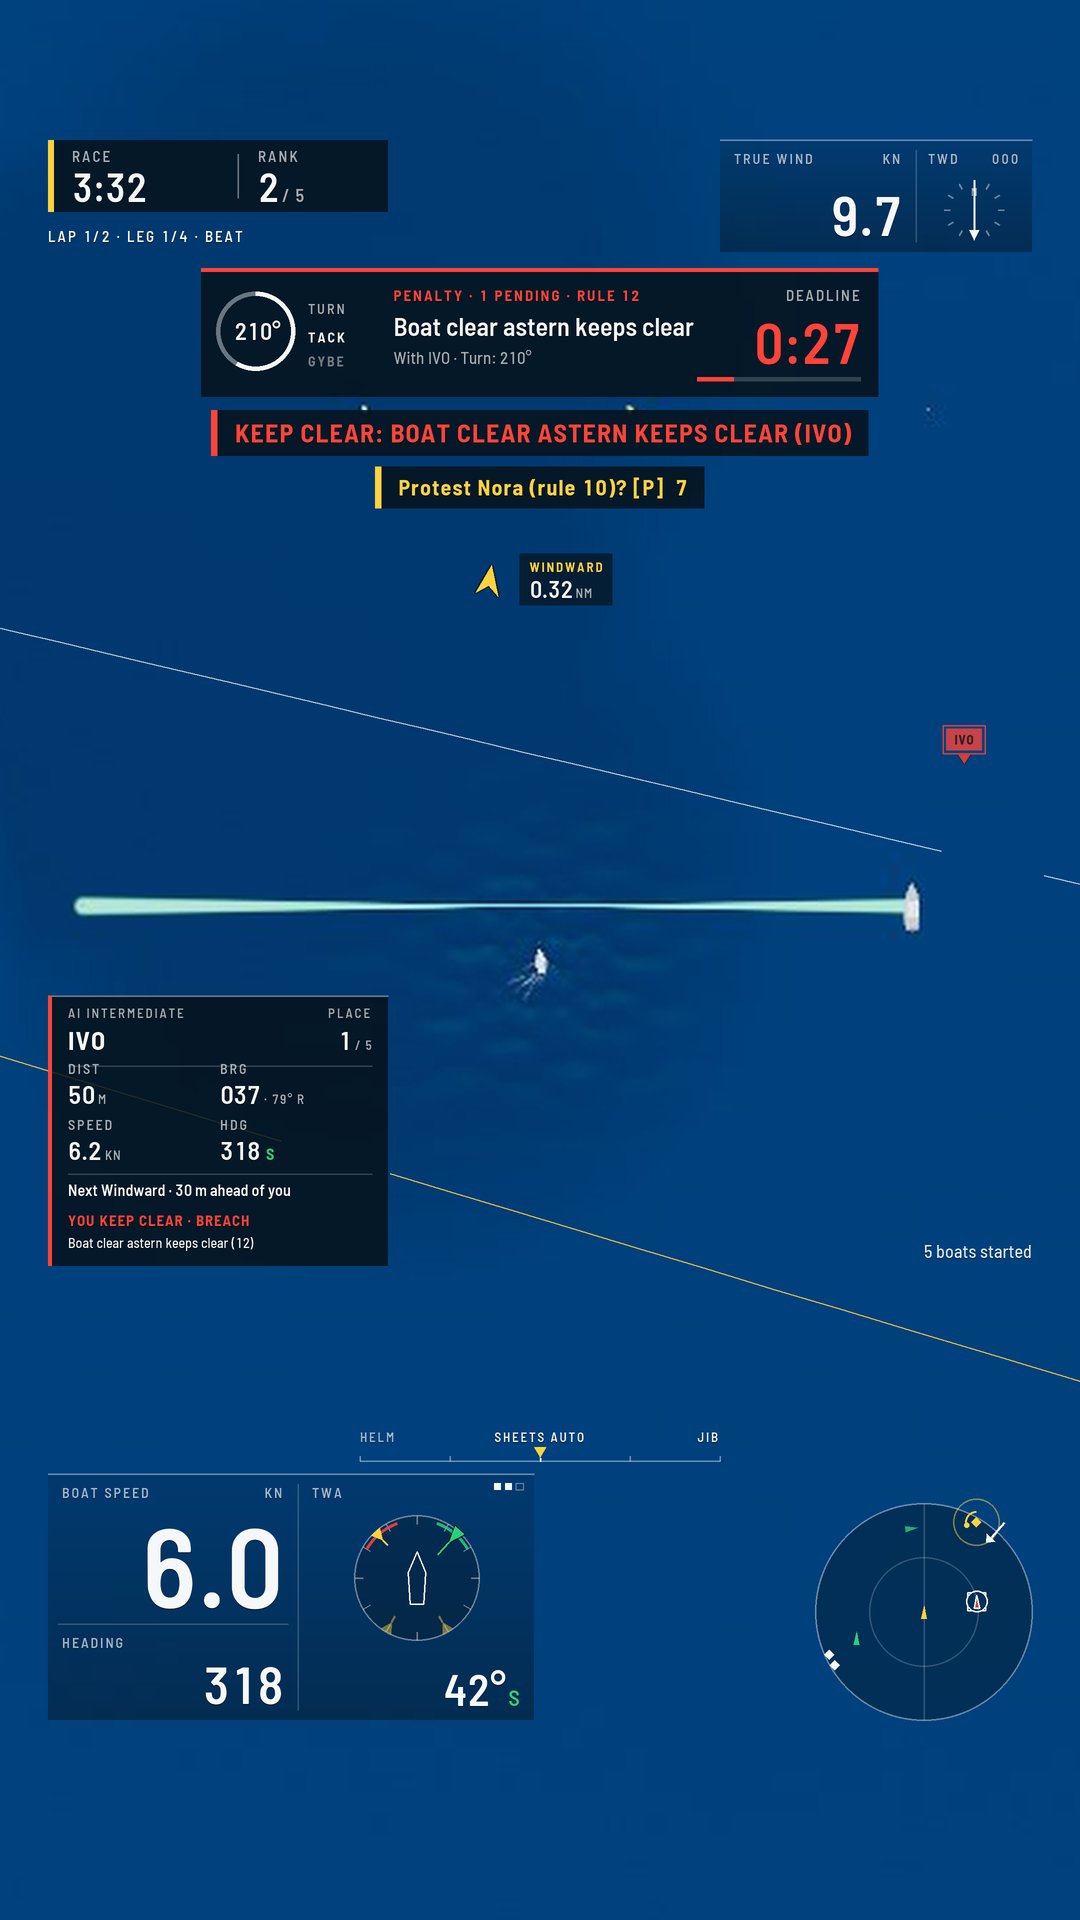 RACE RANK
3:32 2 / 5
LAP 1/2 · LEG 1/4 · BEAT
TRUE WIND KN TWD 000
9.7
PENALTY · 1 PENDING · RULE 12 DEADLINE
210° TURN TACK GYBE
Boat clear astern keeps clear 0:27
With IVO · Turn: 210°
KEEP CLEAR: BOAT CLEAR ASTERN KEEPS CLEAR (IVO)
Protest Nora (rule 10)? [P] 7
WINDWARD
0.32 NM
IVO
AI INTERMEDIATE PLACE
IVO 1 / 5
DIST BRG
50 M 037 · 79° R
SPEED HDG
6.2 KN 318 S
Next Windward · 30 m ahead of you
YOU KEEP CLEAR · BREACH
Boat clear astern keeps clear (12)
5 boats started
HELM SHEETS AUTO JIB
BOAT SPEED KN TWA
6.0
HEADING
318 42° S